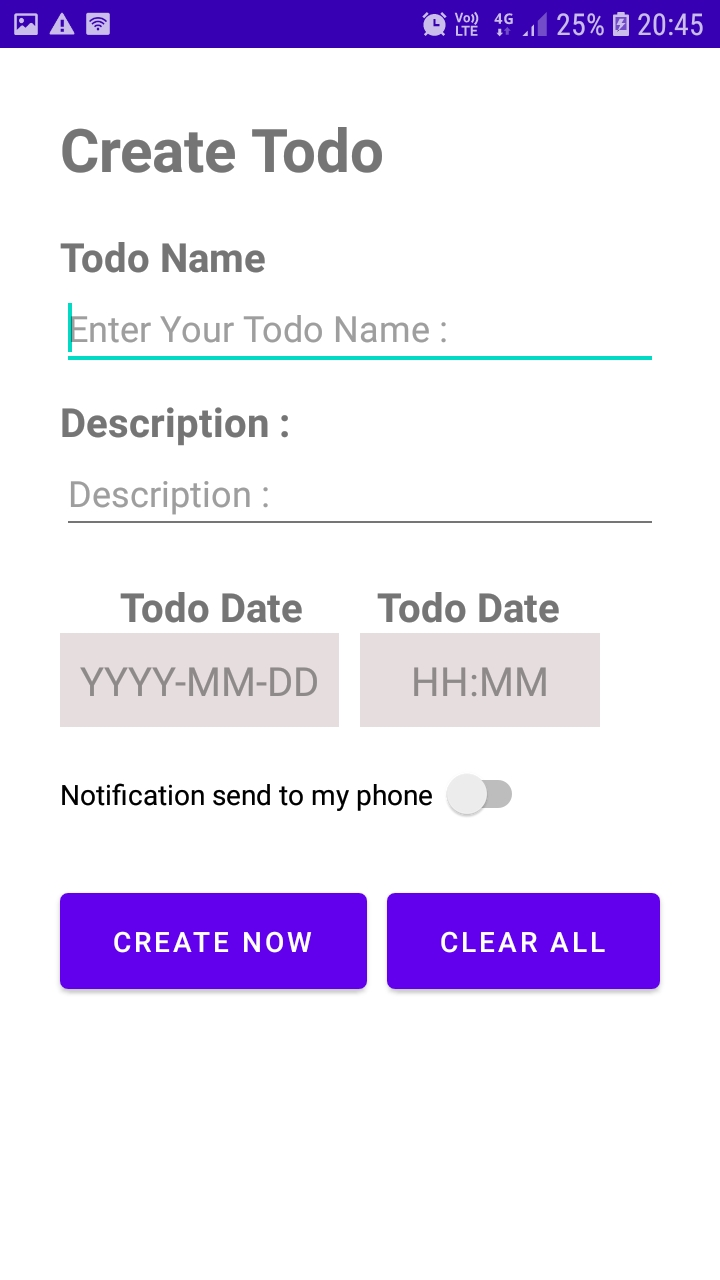 Vo)) LTE 4G 25% 20:45
Create Todo
Todo Name
Enter Your Todo Name :
Description :
Description :
Todo Date Todo Date
YYYY-MM-DD HH:MM
Notification send to my phone
CREATE NOW CLEAR ALL